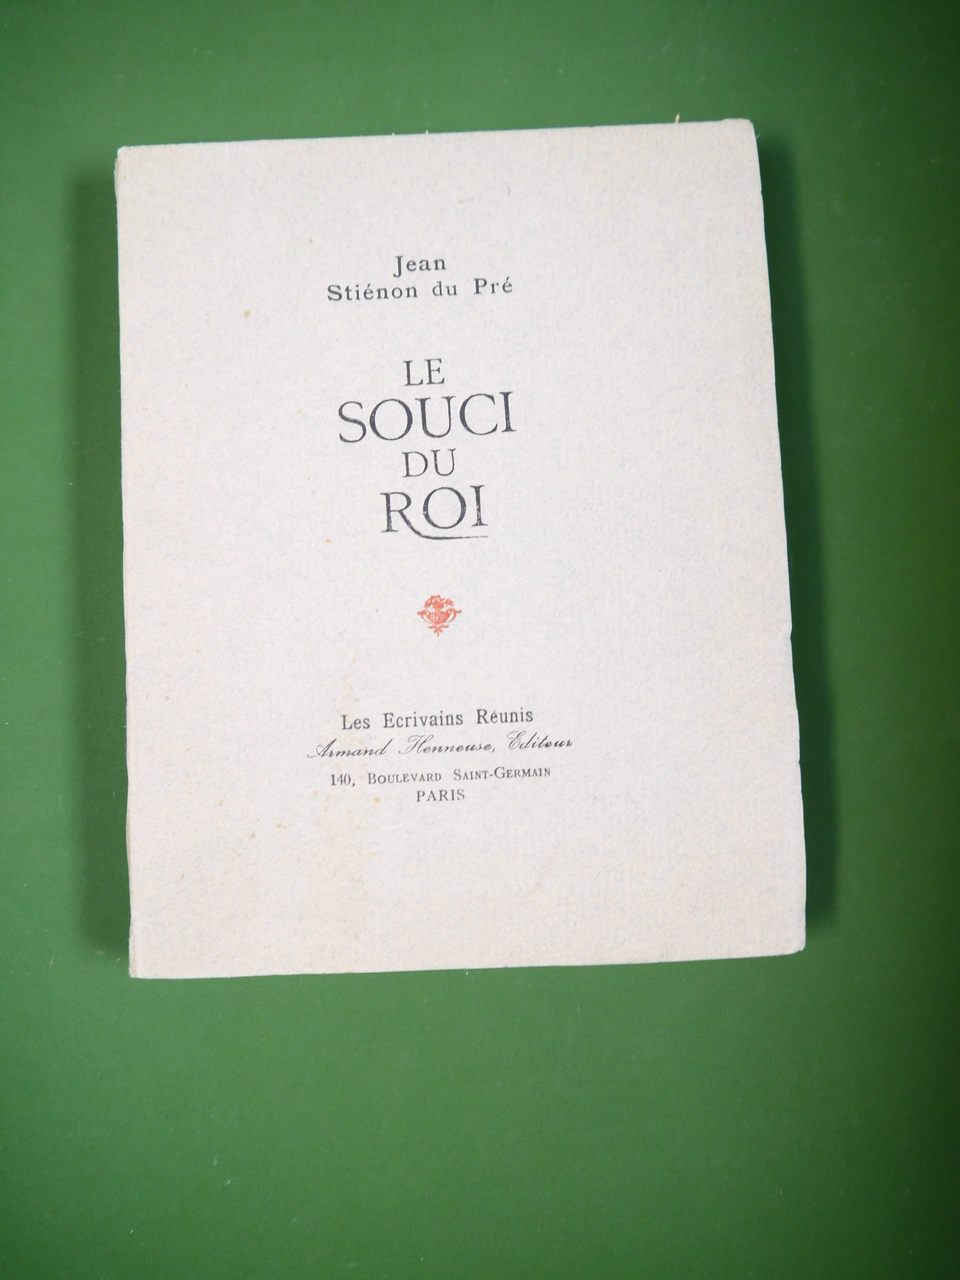 Jean
Stiénon du Pré
LE
SOUCI
DU
ROI
Les Ecrivains Réunis
Armand Henneuse, Editeur
140, BOULEVARD SAINT-GERMAIN
PARIS